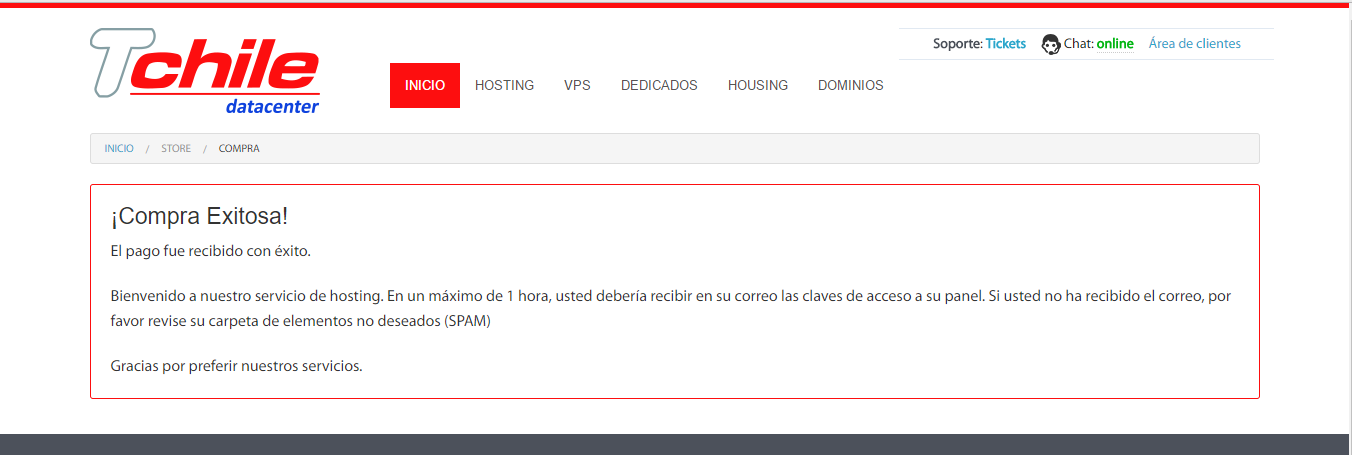 Tchile
datacenter
Soporte: Tickets Chat: online Área de clientes
INICIO HOSTING VPS DEDICADOS HOUSING DOMINIOS
INICIO / STORE / COMPRA
¡Compra Exitosa!
El pago fue recibido con éxito.
Bienvenido a nuestro servicio de hosting. En un máximo de 1 hora, usted debería recibir en su correo las claves de acceso a su panel. Si usted no ha recibido el correo, por
favor revise su carpeta de elementos no deseados (SPAM)
Gracias por preferir nuestros servicios.